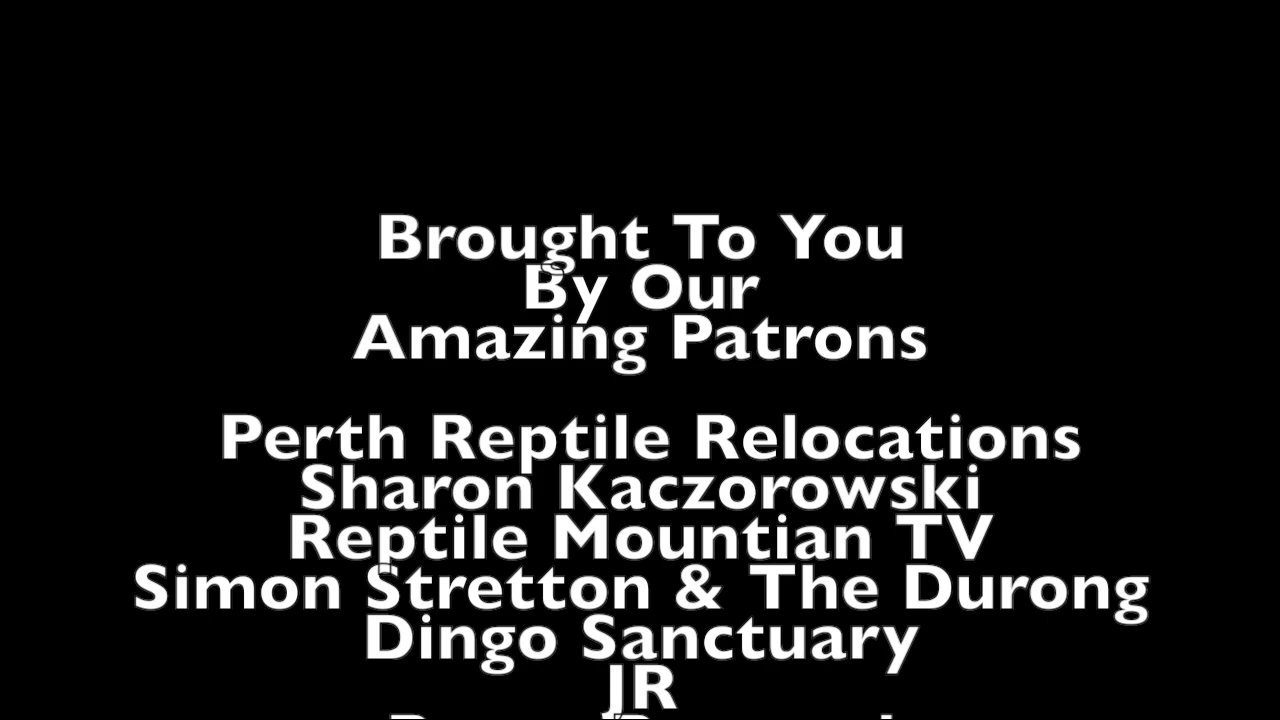 Brought To You
By Our
Amazing Patrons
Perth Reptile Relocations
Sharon Kaczorowski
Reptile Mountian TV
Simon Stretton & The Durong
Dingo Sanctuary
JR